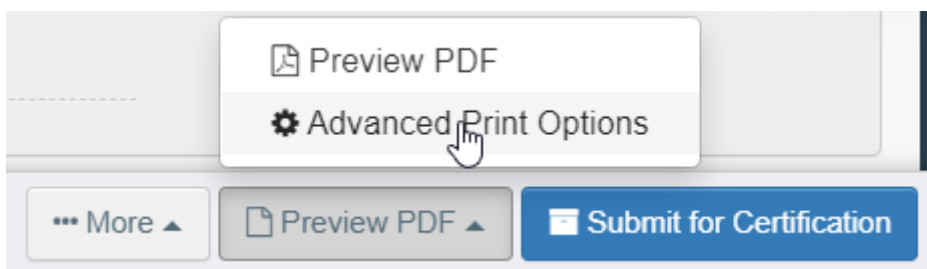 Preview PDF
Advanced Print Options
More Preview PDF Submit for Certification